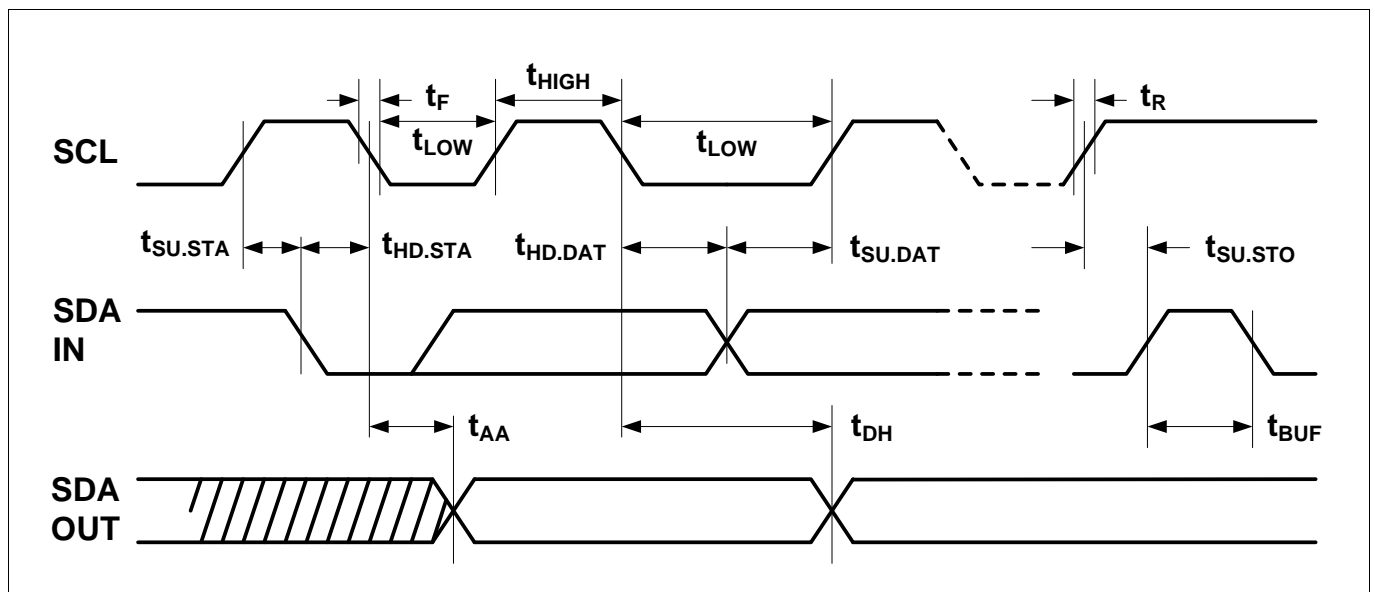 tHIGH
tF
tR
SCL
tLOW
tLOW
tSU.STA
tHD.STA
tHD.DAT
tSU.DAT
tSU.STO
SDA
IN
tAA
tDH
tBUF
SDA
OUT